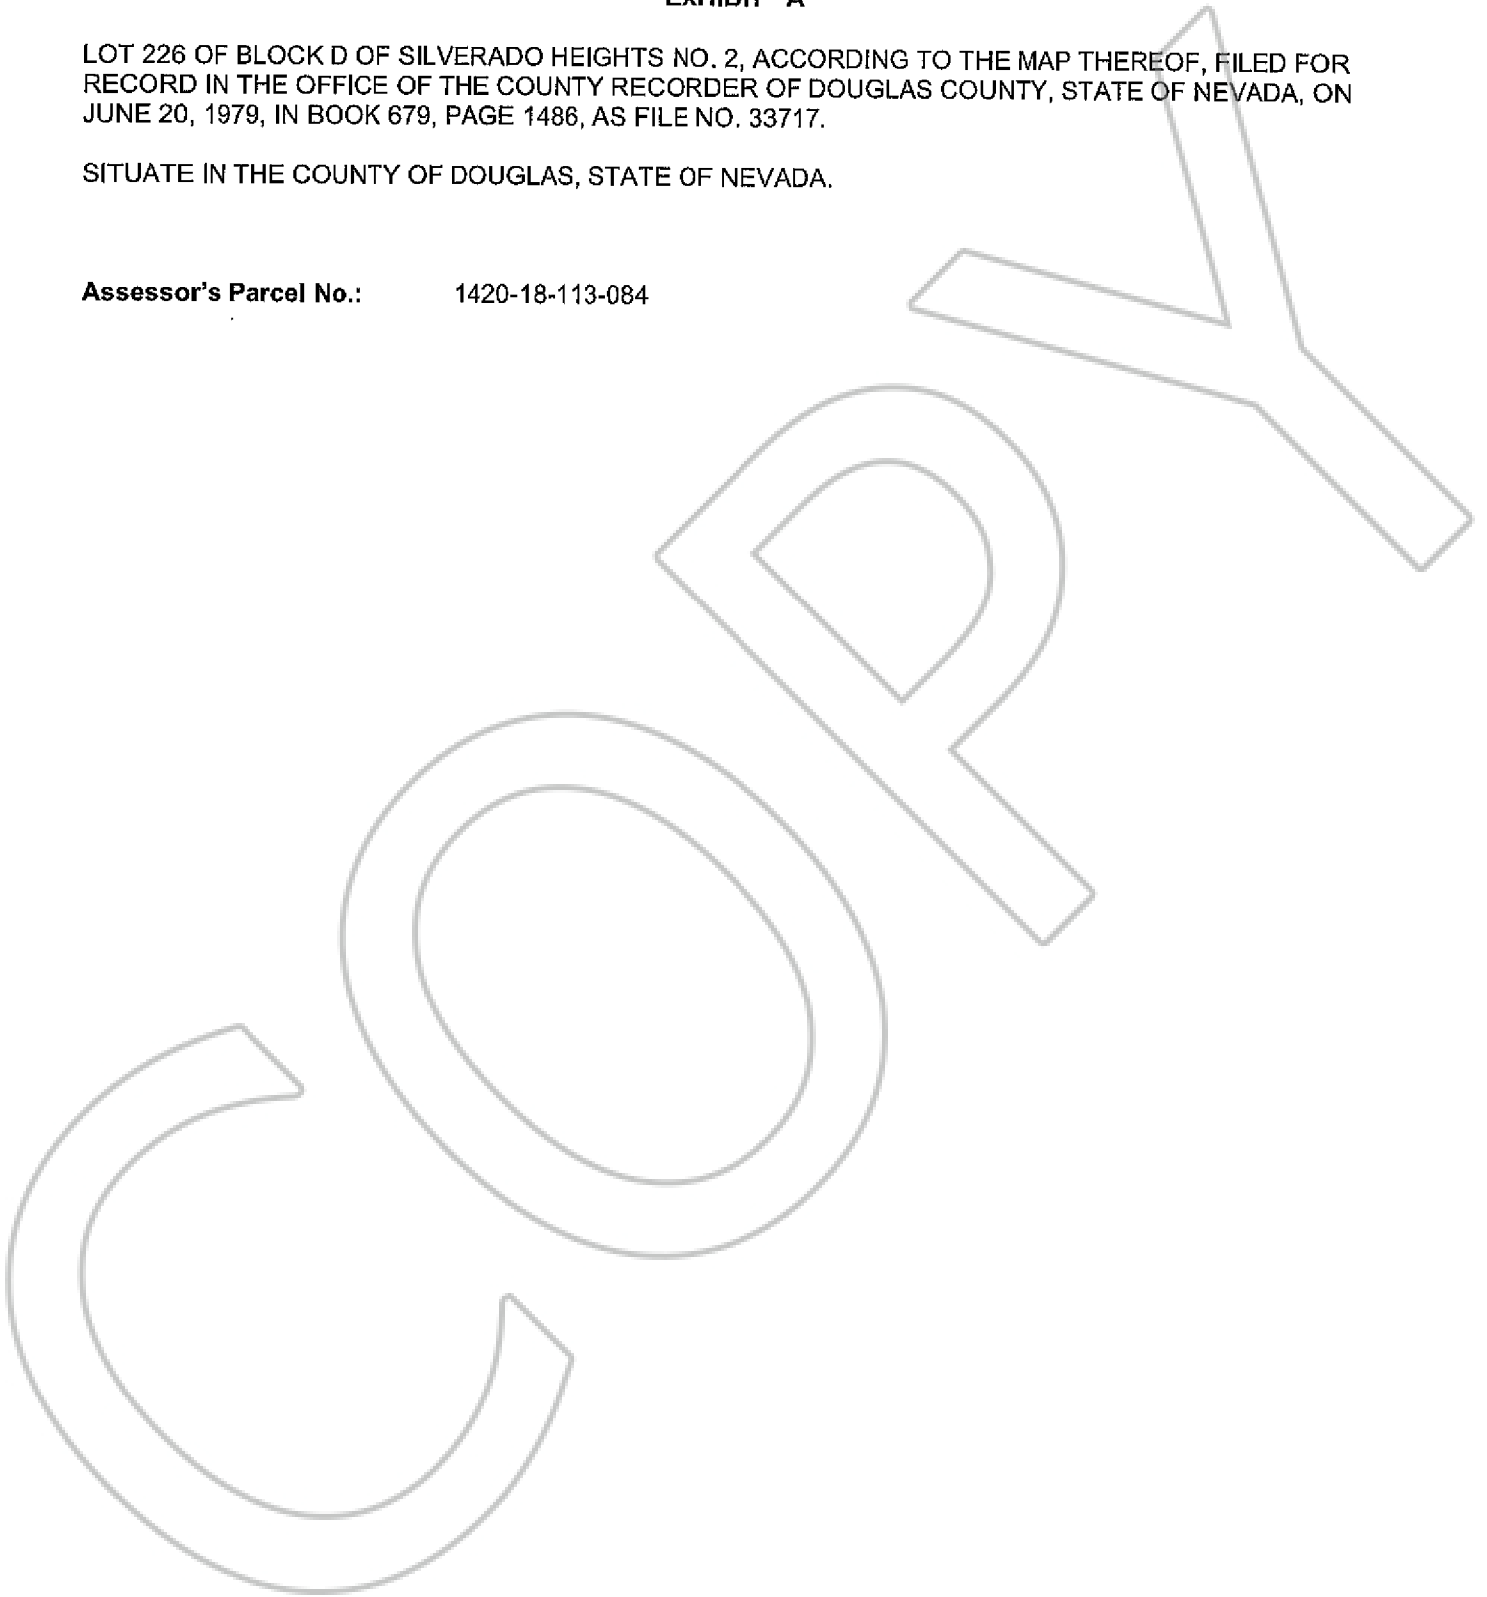 Exhibit "A"
LOT 226 OF BLOCK D OF SILVERADO HEIGHTS NO. 2, ACCORDING TO THE MAP THEREOF, FILED FOR
RECORD IN THE OFFICE OF THE COUNTY RECORDER OF DOUGLAS COUNTY, STATE OF NEVADA, ON
JUNE 20, 1979, IN BOOK 679, PAGE 1486, AS FILE NO. 33717.
SITUATE IN THE COUNTY OF DOUGLAS, STATE OF NEVADA.
Assessor's Parcel No.: 1420-18-113-084
COPY